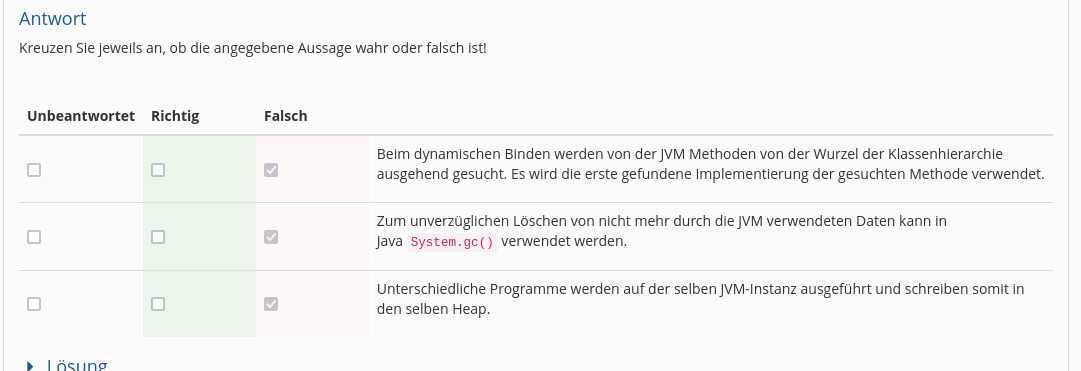 Antwort
Kreuzen Sie jeweils an, ob die angegebene Aussage wahr oder falsch ist!
Unbeantwortet Richtig Falsch
Beim dynamischen Binden werden von der JVM Methoden von der Wurzel der Klassenhierarchie
ausgehend gesucht. Es wird die erste gefundene Implementierung der gesuchten Methode verwendet.
Zum unverzüglichen Löschen von nicht mehr durch die JVM verwendeten Daten kann in
Java System.gc() verwendet werden.
Unterschiedliche Programme werden auf der selben JVM-Instanz ausgeführt und schreiben somit in
den selben Heap.
Lösung